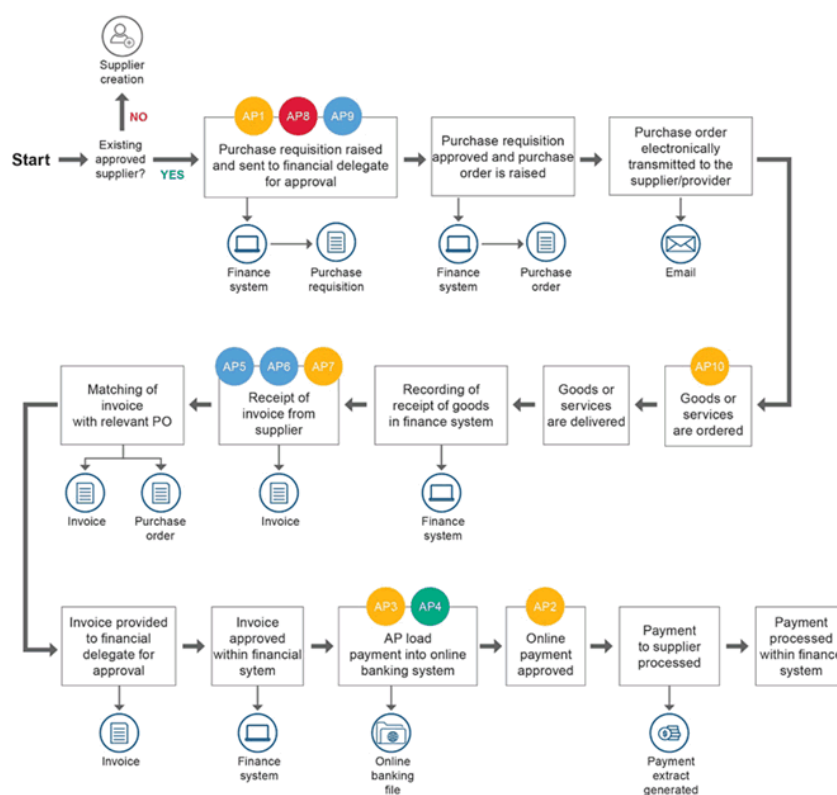 Supplier
creation
NO
Start
Existing
approved
supplier?
YES
AP1
AP8
AP9
Purchase requisition raised
and sent to financial delegate
for approval
Finance
system
Purchase
requisition
Purchase requisition
approved and purchase
order is raised
Finance
system
Purchase
order
Purchase order
electronically
transmitted to the
supplier/provider
Email
AP10
Goods or
services
are ordered
Goods or
services
are delivered
Recording of
receipt of goods
in finance system
Finance
system
AP5
AP6
AP7
Receipt of
invoice from
supplier
Invoice
Matching of
invoice
with relevant PO
Invoice
Purchase
order
Invoice provided
to financial
delegate for
approval
Invoice
Invoice
approved
within financial
sytem
Finance
system
AP3
AP4
AP load
payment into online
banking system
Online
banking
file
AP2
Online
payment
approved
Payment
to supplier
processed
Payment
extract
generated
Payment
processed
within finance
system